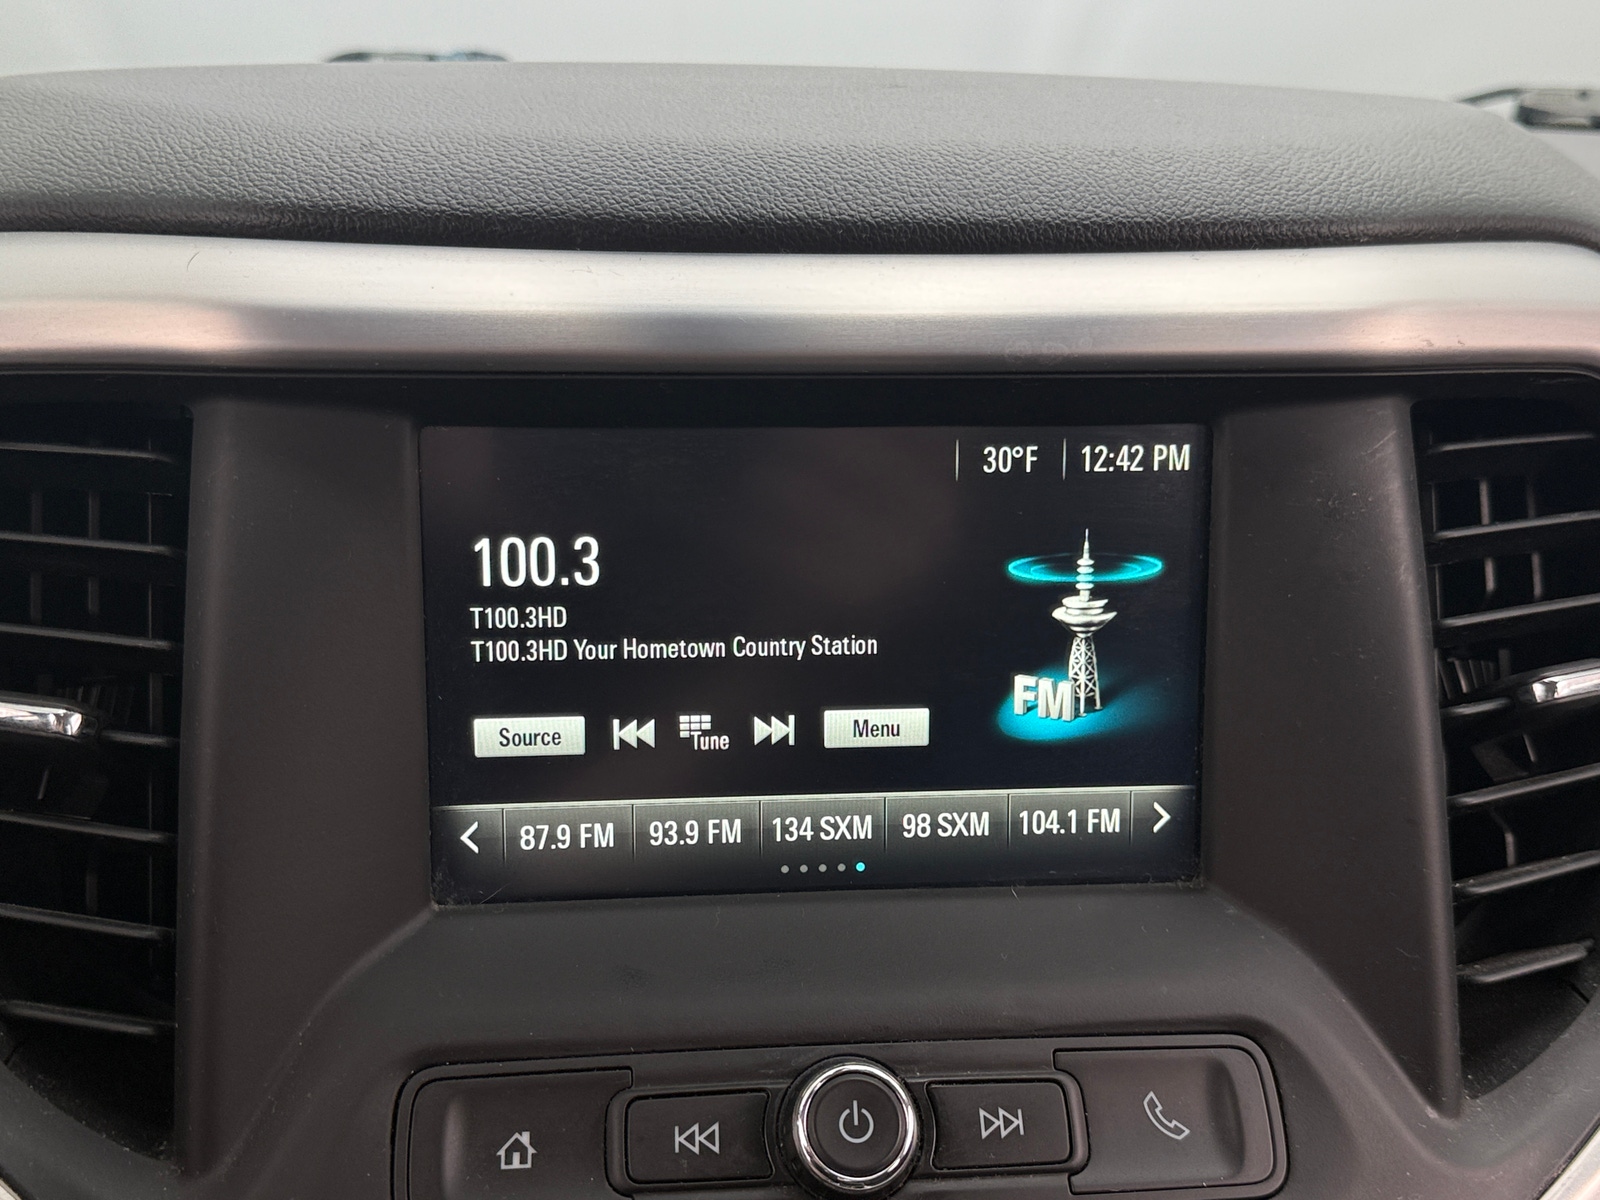 30°F 12:42 PM
100.3
T100.3HD
T100.3HD Your Hometown Country Station
FM
Source Tune Menu
87.9 FM 93.9 FM 134 SXM 98 SXM 104.1 FM